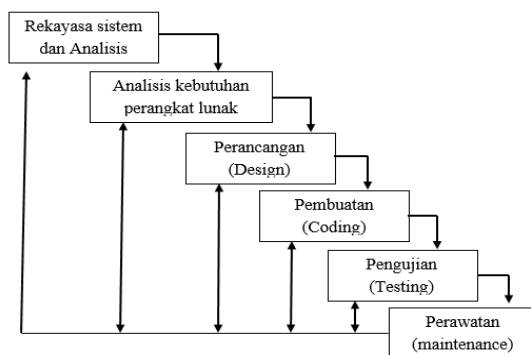 Rekayasa sistem
dan Analisis
Analisis kebutuhan
perangkat lunak
Perancangan
(Design)
Pembuatan
(Coding)
Pengujian
(Testing)
Perawatan
(maintenance)